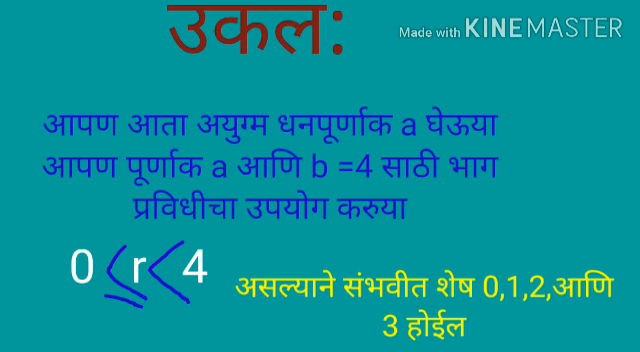 उकल:
Made with KINEMASTER
आपण आता अयुग्म धनपूर्णाक a घेऊया
आपण पूर्णाक a आणि b =4 साठी भाग
प्रविधीचा उपयोग करुया
0 ≤ r < 4
असल्याने संभवीत शेष 0,1,2,आणि
3 होईल